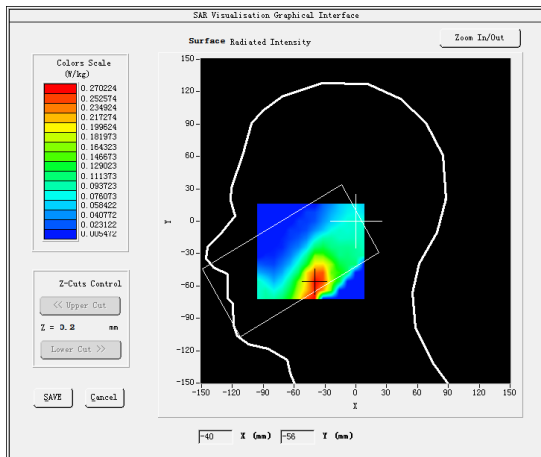 SAR Visualisation Graphical Interface
Surface Radiated Intensity
Zoom In/Out
Colors Scale
(W/kg)
0.270224
0.252574
0.234924
0.217274
0.199624
0.181973
0.164323
0.146673
0.129023
0.111373
0.093723
0.076073
0.058422
0.040772
0.023122
0.005472
Z-Cuts Control
<< Upper Cut
Z = 0.2 mm
Lower Cut >>
SAVE
Cancel
150
120
90
60
30
0
-30
-60
-90
-120
-150
Y
-150 -120 -90 -60 -30 0 30 60 90 120 150
X
-40 X (mm) -56 Y (mm)